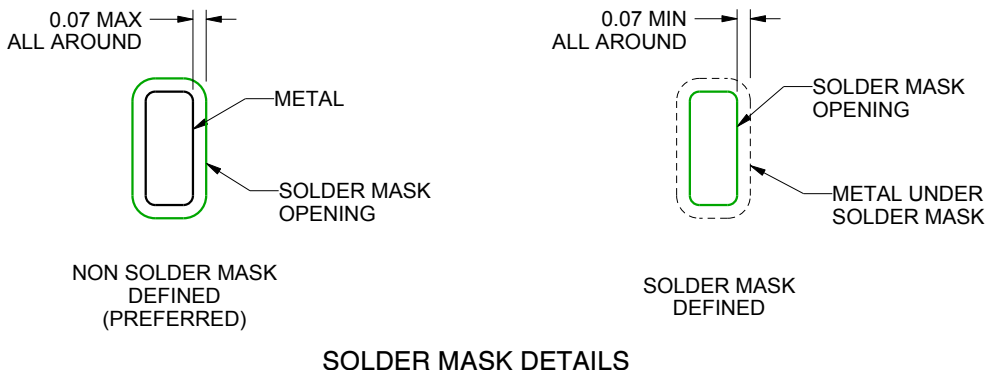 0.07 MAX
ALL AROUND
METAL
SOLDER MASK
OPENING
NON SOLDER MASK
DEFINED
(PREFERRED)
0.07 MIN
ALL AROUND
SOLDER MASK
OPENING
METAL UNDER
SOLDER MASK
SOLDER MASK
DEFINED
SOLDER MASK DETAILS